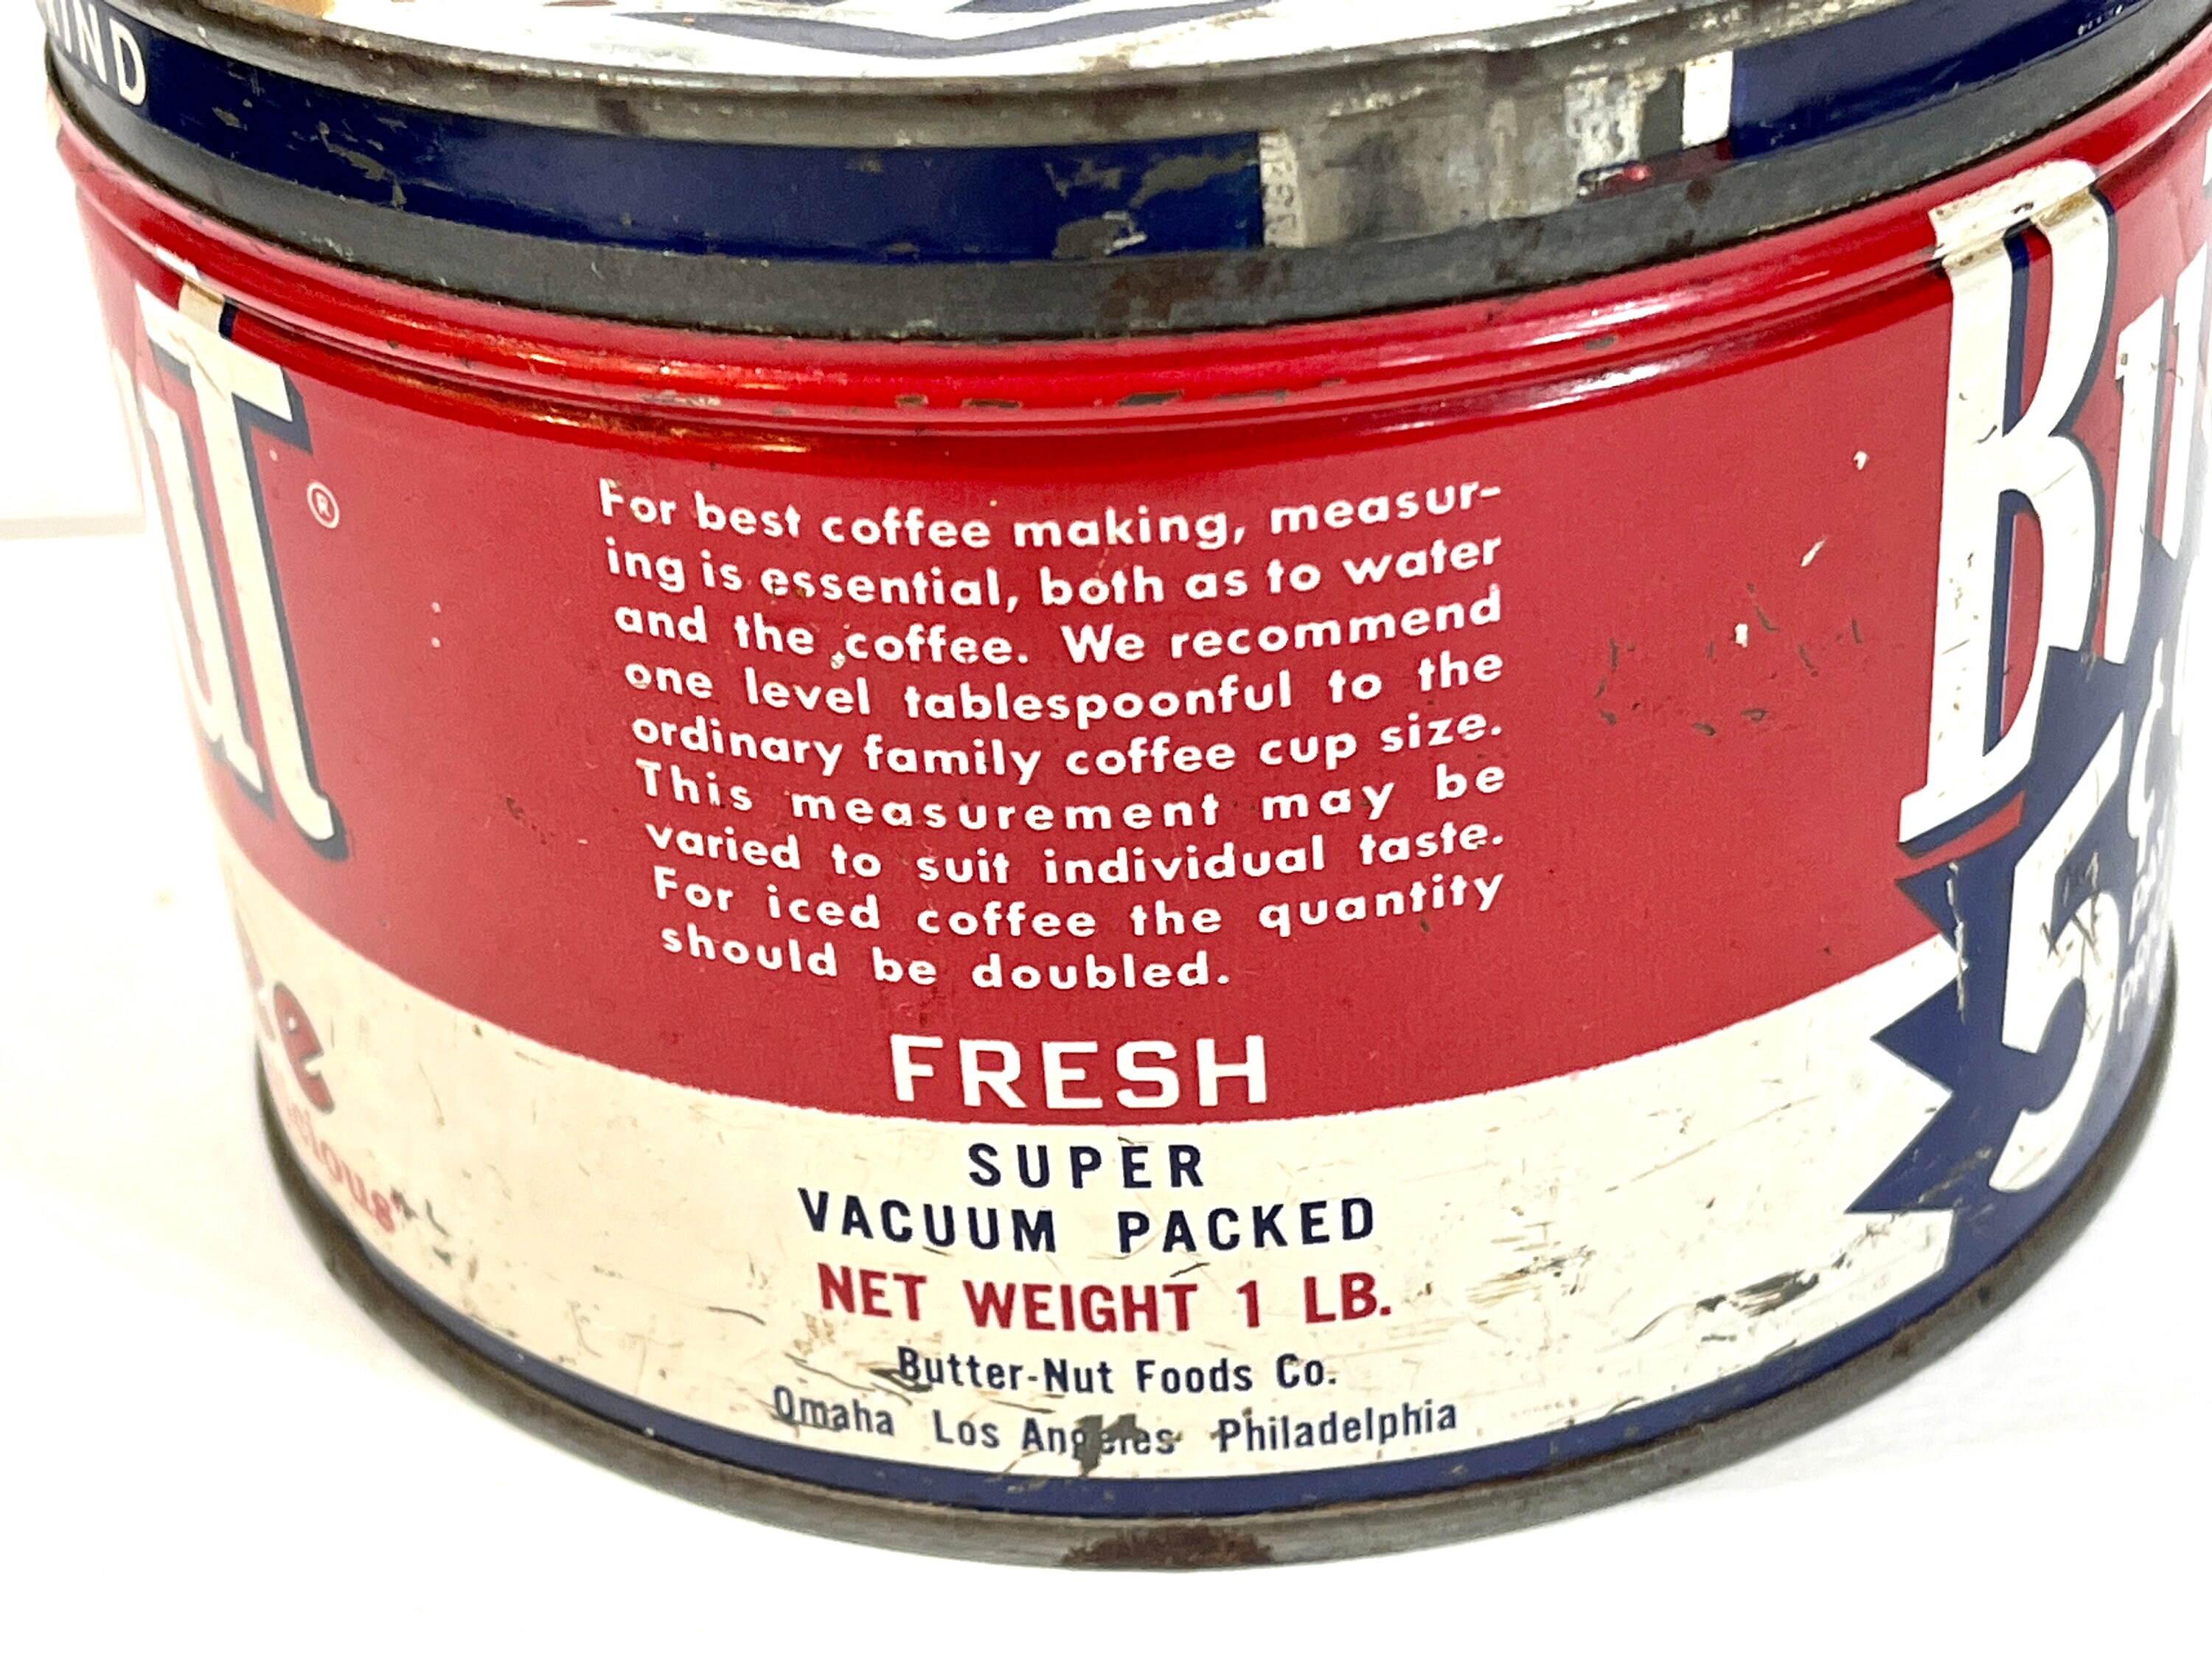 ®
For best coffee making, measur-
ing is essential, both as to water
and the coffee. We recommend
one level tablespoonful to the
ordinary family coffee cup size.
This measurement may be
varied to suit individual taste.
For iced coffee the quantity
should be doubled.
FRESH
SUPER
VACUUM PACKED
NET WEIGHT 1 LB.
Butter-Nut Foods Co.
Omaha Los Angeles Philadelphia
5